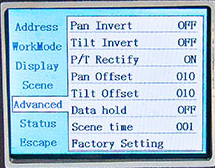 Address
WorkMode
Display
Scene
Advanced
Status
Escape
Pan Invert OFF
Tilt Invert OFF
P/T Rectify ON
Pan Offset 010
Tilt Offset 010
Data hold OFF
Scene time 001
Factory Setting